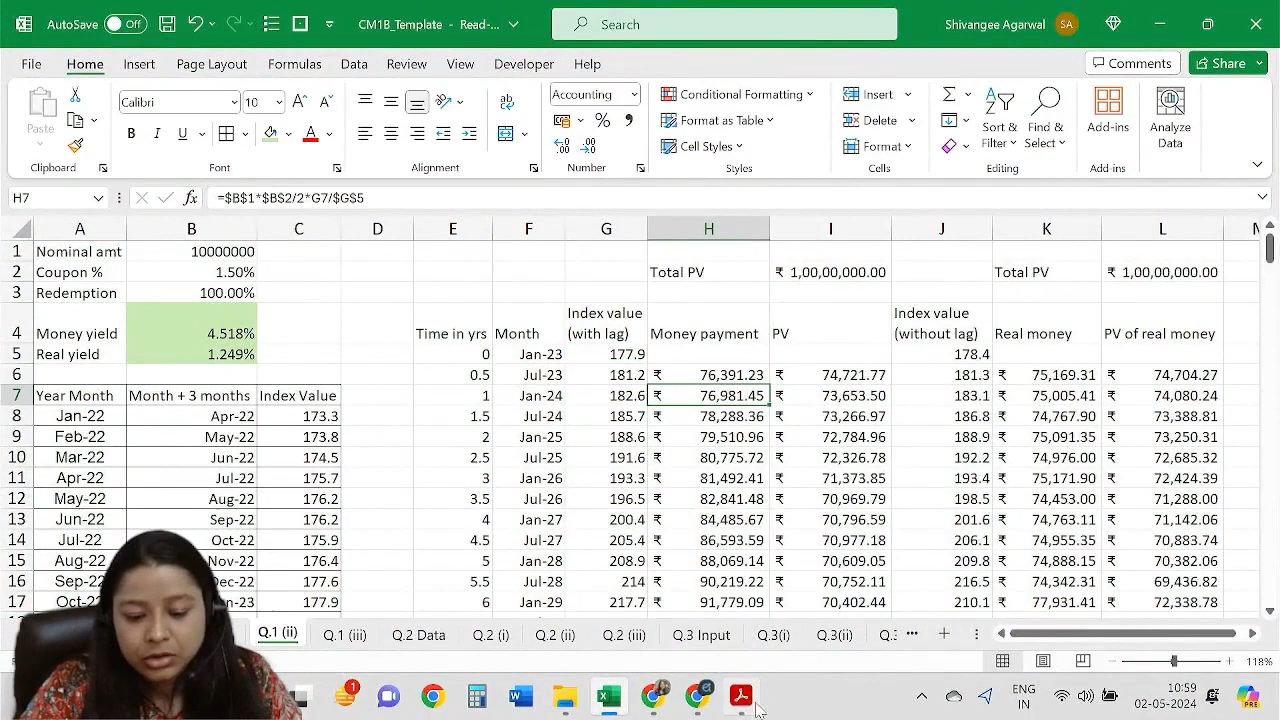 AutoSave Off CM1B_Template - Read-... Search Shivangee Agarwal SA
File Home Insert Page Layout Formulas Data Review View Developer Help Comments Share
Paste Calibri 10 A^ A˅ ab Accounting Conditional Formatting Insert Σ Sort & Find & Add-ins Analyze
B I U A % 9 Format as Table Delete Filter Select Data
Cell Styles Format
Clipboard Font Alignment Number Styles Cells Editing Add-ins
H7 fx =$B$1*$B$2/2*G7/$G$5
A B C D E F G H I J K L
1 Nominal amt 10000000
2 Coupon % 1.50% Total PV ₹ 1,00,00,000.00 Total PV ₹ 1,00,00,000.00
3 Redemption 100.00%
Index value Index value
4 Money yield 4.518% Time in yrs Month (with lag) Money payment PV (without lag) Real money PV of real money
5 Real yield 1.249% 0 Jan-23 177.9 178.4
6 0.5 Jul-23 181.2 ₹ 76,391.23 ₹ 74,721.77 181.3 ₹ 75,169.31 ₹ 74,704.27
7 Year Month Month + 3 months Index Value 1 Jan-24 182.6 ₹ 76,981.45 ₹ 73,653.50 183.1 ₹ 75,005.41 ₹ 74,080.24
8 Jan-22 Apr-22 173.3 1.5 Jul-24 185.7 ₹ 78,288.36 ₹ 73,266.97 186.8 ₹ 74,767.90 ₹ 73,388.81
9 Feb-22 May-22 173.8 2 Jan-25 188.6 ₹ 79,510.96 ₹ 72,784.96 188.9 ₹ 75,091.35 ₹ 73,250.31
10 Mar-22 Jun-22 174.5 2.5 Jul-25 191.6 ₹ 80,775.72 ₹ 72,326.78 192.2 ₹ 74,976.00 ₹ 72,685.32
11 Apr-22 Jul-22 175.7 3 Jan-26 193.3 ₹ 81,492.41 ₹ 71,373.85 193.4 ₹ 75,171.90 ₹ 72,424.39
12 May-22 Aug-22 176.2 3.5 Jul-26 196.5 ₹ 82,841.48 ₹ 70,969.79 198.5 ₹ 74,453.00 ₹ 71,288.00
13 Jun-22 Sep-22 176.2 4 Jan-27 200.4 ₹ 84,485.67 ₹ 70,796.59 201.6 ₹ 74,763.11 ₹ 71,142.06
14 Jul-22 Oct-22 175.9 4.5 Jul-27 205.4 ₹ 86,593.59 ₹ 70,977.18 206.1 ₹ 74,955.35 ₹ 70,883.74
15 Aug-22 Nov-22 176.4 5 Jan-28 208.9 ₹ 88,069.14 ₹ 70,609.05 209.8 ₹ 74,888.15 ₹ 70,382.06
16 Sep-22 Dec-22 177.6 5.5 Jul-28 214 ₹ 90,219.22 ₹ 70,752.11 216.5 ₹ 74,342.31 ₹ 69,436.82
17 177.9 6 Jan-29 217.7 ₹ 91,779.09 ₹ 70,402.44 210.1 ₹ 77,931.41 ₹ 72,338.78
Q.1 (ii) Q.1 (iii) Q.2 Data Q.2 (i) Q.2 (ii) Q.2 (iii) Q.3 Input Q.3(i) Q.3(ii)
118%
1 ENG 10:59
IN 02-05-2024 PRE